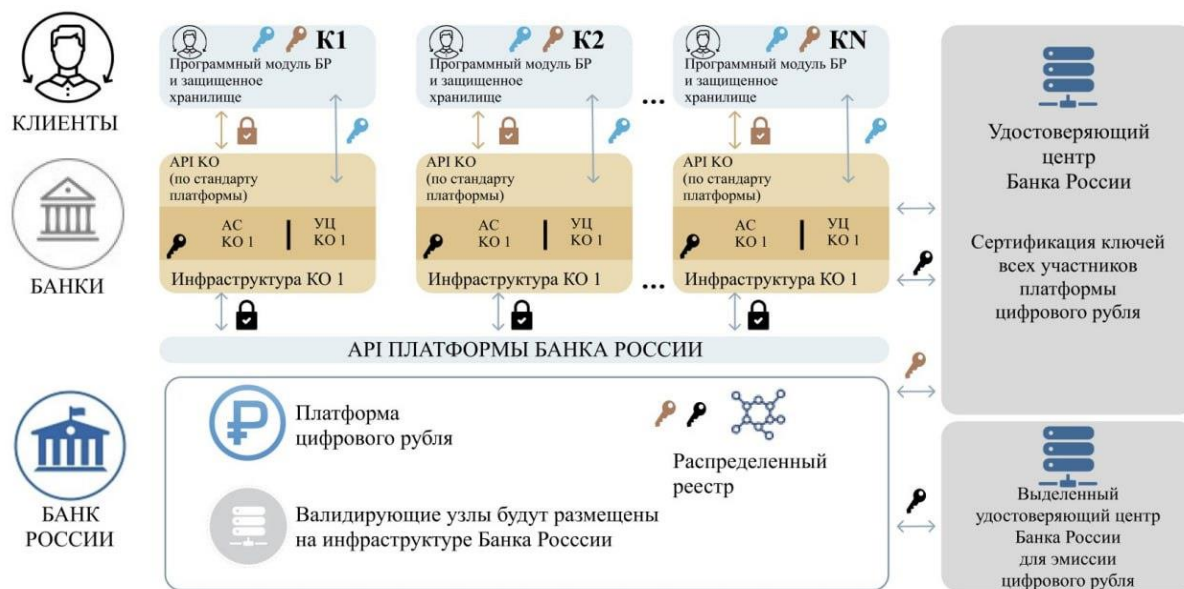 КЛИЕНТЫ
БАНКИ
БАНК
РОССИИ
К1
Программный модуль БР
и защищенное
хранилище
К2
Программный модуль БР
и защищенное
хранилище
...
КN
Программный модуль БР
и защищенное
хранилище
API КО
(по стандарту
платформы)
АС
КО 1
УЦ
КО 1
Инфраструктура КО 1
API КО
(по стандарту
платформы)
АС
КО 1
УЦ
КО 1
Инфраструктура КО 1
...
API КО
(по стандарту
платформы)
АС
КО 1
УЦ
КО 1
Инфраструктура КО 1
API ПЛАТФОРМЫ БАНКА РОССИИ
Платформа
цифрового рубля
Распределенный
реестр
Валидирующие узлы будут размещены
на инфраструктуре Банка Росссии
Удостоверяющий
центр
Банка России
Сертификация ключей
всех участников
платформы
цифрового рубля
Выделенный
удостоверяющий центр
Банка России
для эмиссии
цифрового рубля